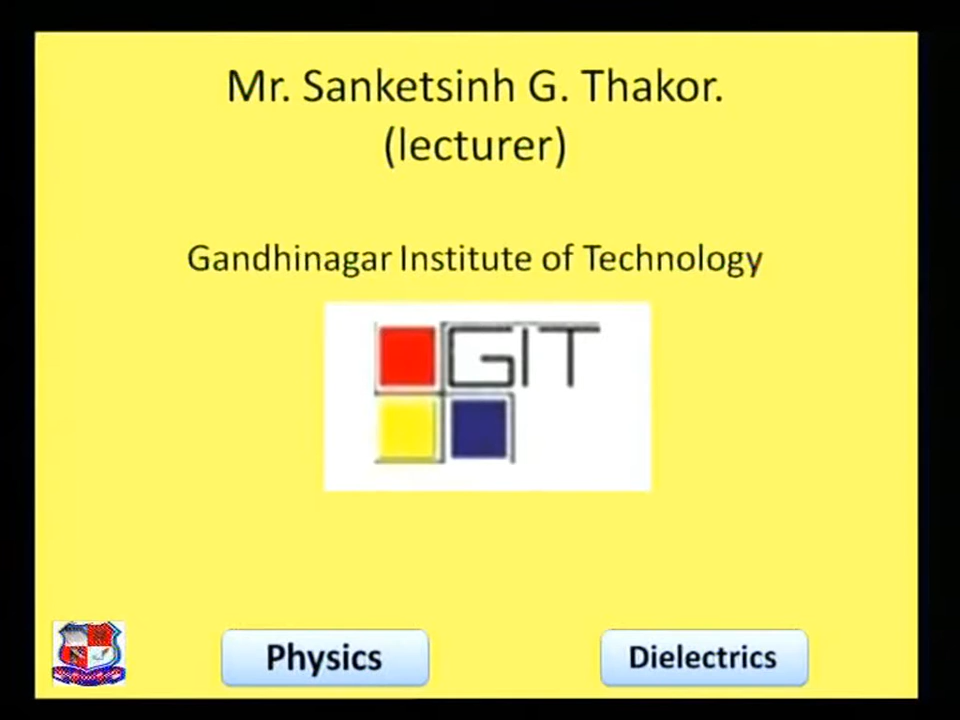 Mr. Sanketsinh G. Thakor.
(lecturer)
Gandhinagar Institute of Technology
GIT
Physics
Dielectrics